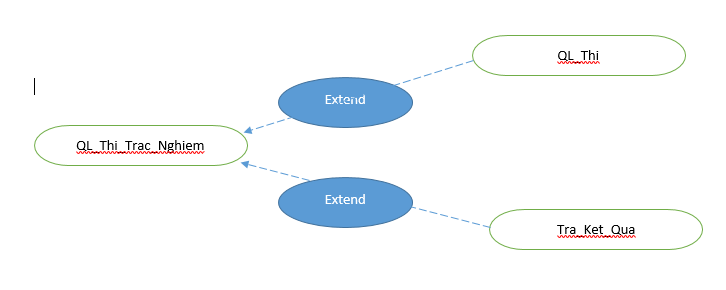 QL_Thi
Extend
QL_Thi_Trac_Nghiem
Extend
Tra_Ket_Qua